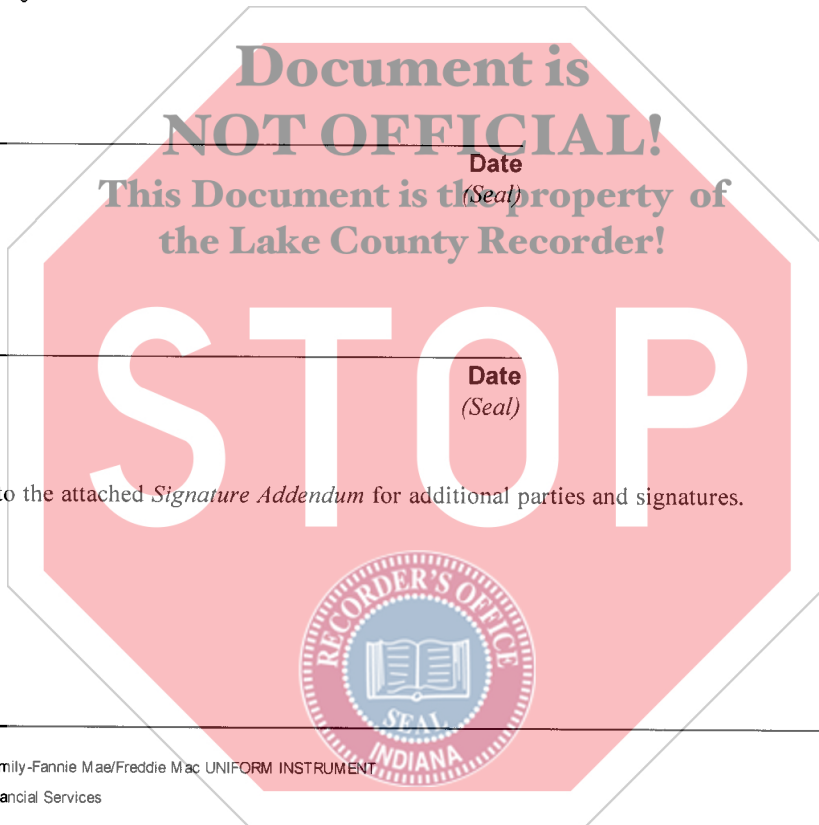 Document is
NOT OFFICIAL!
Date
This Document is the property of
(Seal)
the Lake County Recorder!
STOP
Date
(Seal)
to the attached Signature Addendum for additional parties and signatures.
RECORDER'S OFFICE
SEAL
INDIANA
mily-Fannie Mae/Freddie Mac UNIFORM INSTRUMENT
ancial Services